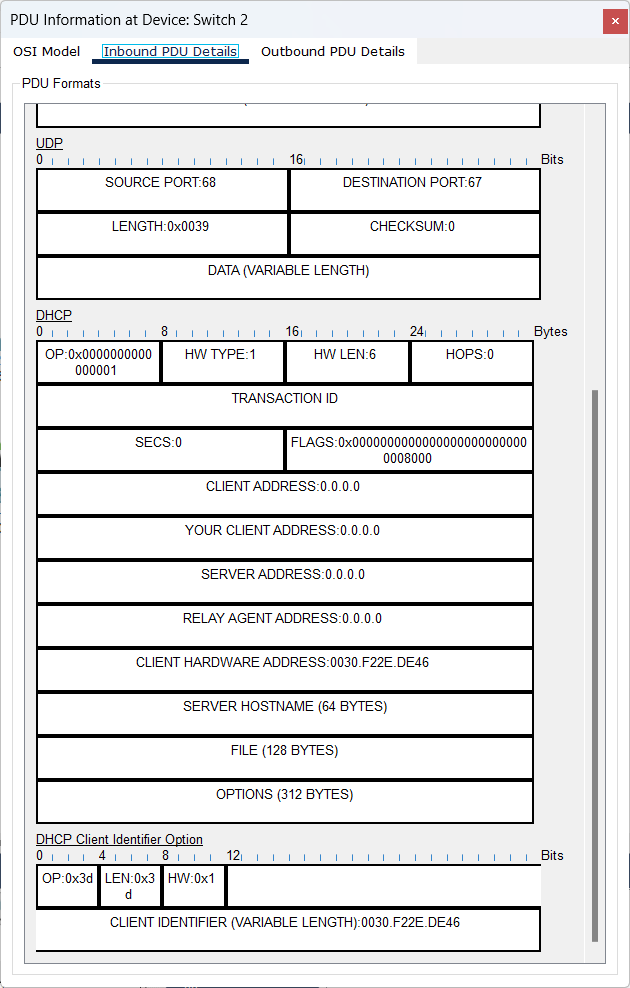 PDU Information at Device: Switch 2
×
OSI Model Inbound PDU Details Outbound PDU Details
PDU Formats
UDP
0 16 Bits
SOURCE PORT:68 DESTINATION PORT:67
LENGTH:0x0039 CHECKSUM:0
DATA (VARIABLE LENGTH)
DHCP
0 8 16 24 Bytes
OP:0x0000000000 HW TYPE:1 HW LEN:6 HOPS:0
000001
TRANSACTION ID
SECS:0 FLAGS:0x0000000000000000000000000
0008000
CLIENT ADDRESS:0.0.0.0
YOUR CLIENT ADDRESS:0.0.0.0
SERVER ADDRESS:0.0.0.0
RELAY AGENT ADDRESS:0.0.0.0
CLIENT HARDWARE ADDRESS:0030.F22E.DE46
SERVER HOSTNAME (64 BYTES)
FILE (128 BYTES)
OPTIONS (312 BYTES)
DHCP Client Identifier Option
0 4 8 12 Bits
OP:0x3d LEN:0x3 HW:0x1
d
CLIENT IDENTIFIER (VARIABLE LENGTH):0030.F22E.DE46